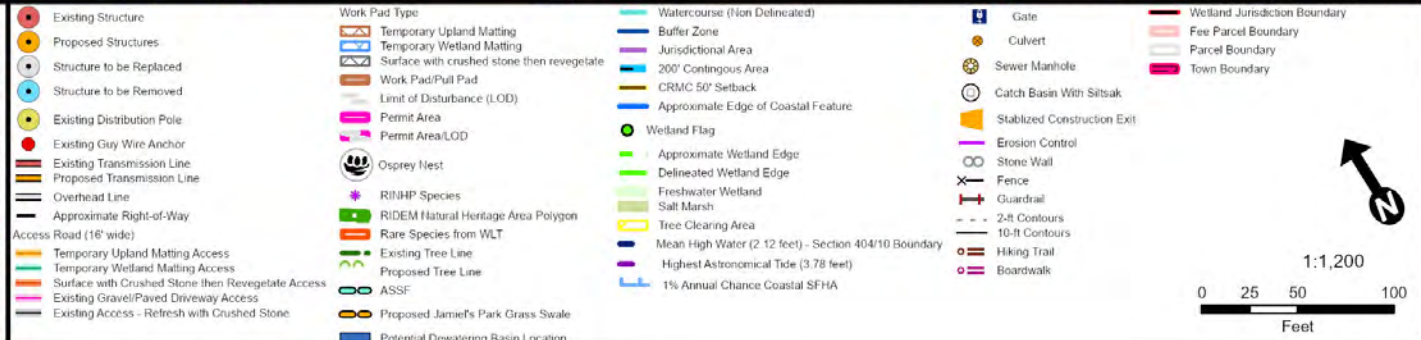 Existing Structure
Proposed Structures
Structure to be Replaced
Structure to be Removed
Existing Distribution Pole
Existing Guy Wire Anchor
Existing Transmission Line
Proposed Transmission Line
Overhead Line
Approximate Right-of-Way
Access Road (16' wide)
Temporary Upland Matting Access
Temporary Wetland Matting Access
Surface with Crushed Stone then Revegetate Access
Existing Gravel/Paved Driveway Access
Existing Access - Refresh with Crushed Stone
Work Pad Type
Temporary Upland Matting
Temporary Wetland Matting
Surface with crushed stone then revegetate
Work Pad/Pull Pad
Limit of Disturbance (LOD)
Permit Area
Permit Area/LOD
Osprey Nest
RINHP Species
RIDEM Natural Heritage Area Polygon
Rare Species from WLT
Existing Tree Line
Proposed Tree Line
ASSF
Proposed Jamiel's Park Grass Swale
Potential Dewatering Basin Location
Watercourse (Non Delineated)
Buffer Zone
Jurisdictional Area
200' Contingous Area
CRMC 50' Setback
Approximate Edge of Coastal Feature
Wetland Flag
Approximate Wetland Edge
Delineated Wetland Edge
Freshwater Wetland
Salt Marsh
Tree Clearing Area
Mean High Water (2.12 feet) - Section 404/10 Boundary
Highest Astronomical Tide (3.78 feet)
1% Annual Chance Coastal SFHA
Gate
Culvert
Sewer Manhole
Catch Basin With Siltsak
Stablized Construction Exit
Erosion Control
Stone Wall
Fence
Guardrail
2-ft Contours
10-ft Contours
Hiking Trail
Boardwalk
Wetland Jurisdiction Boundary
Fee Parcel Boundary
Parcel Boundary
Town Boundary
N
1:1,200
0 25 50 100
Feet